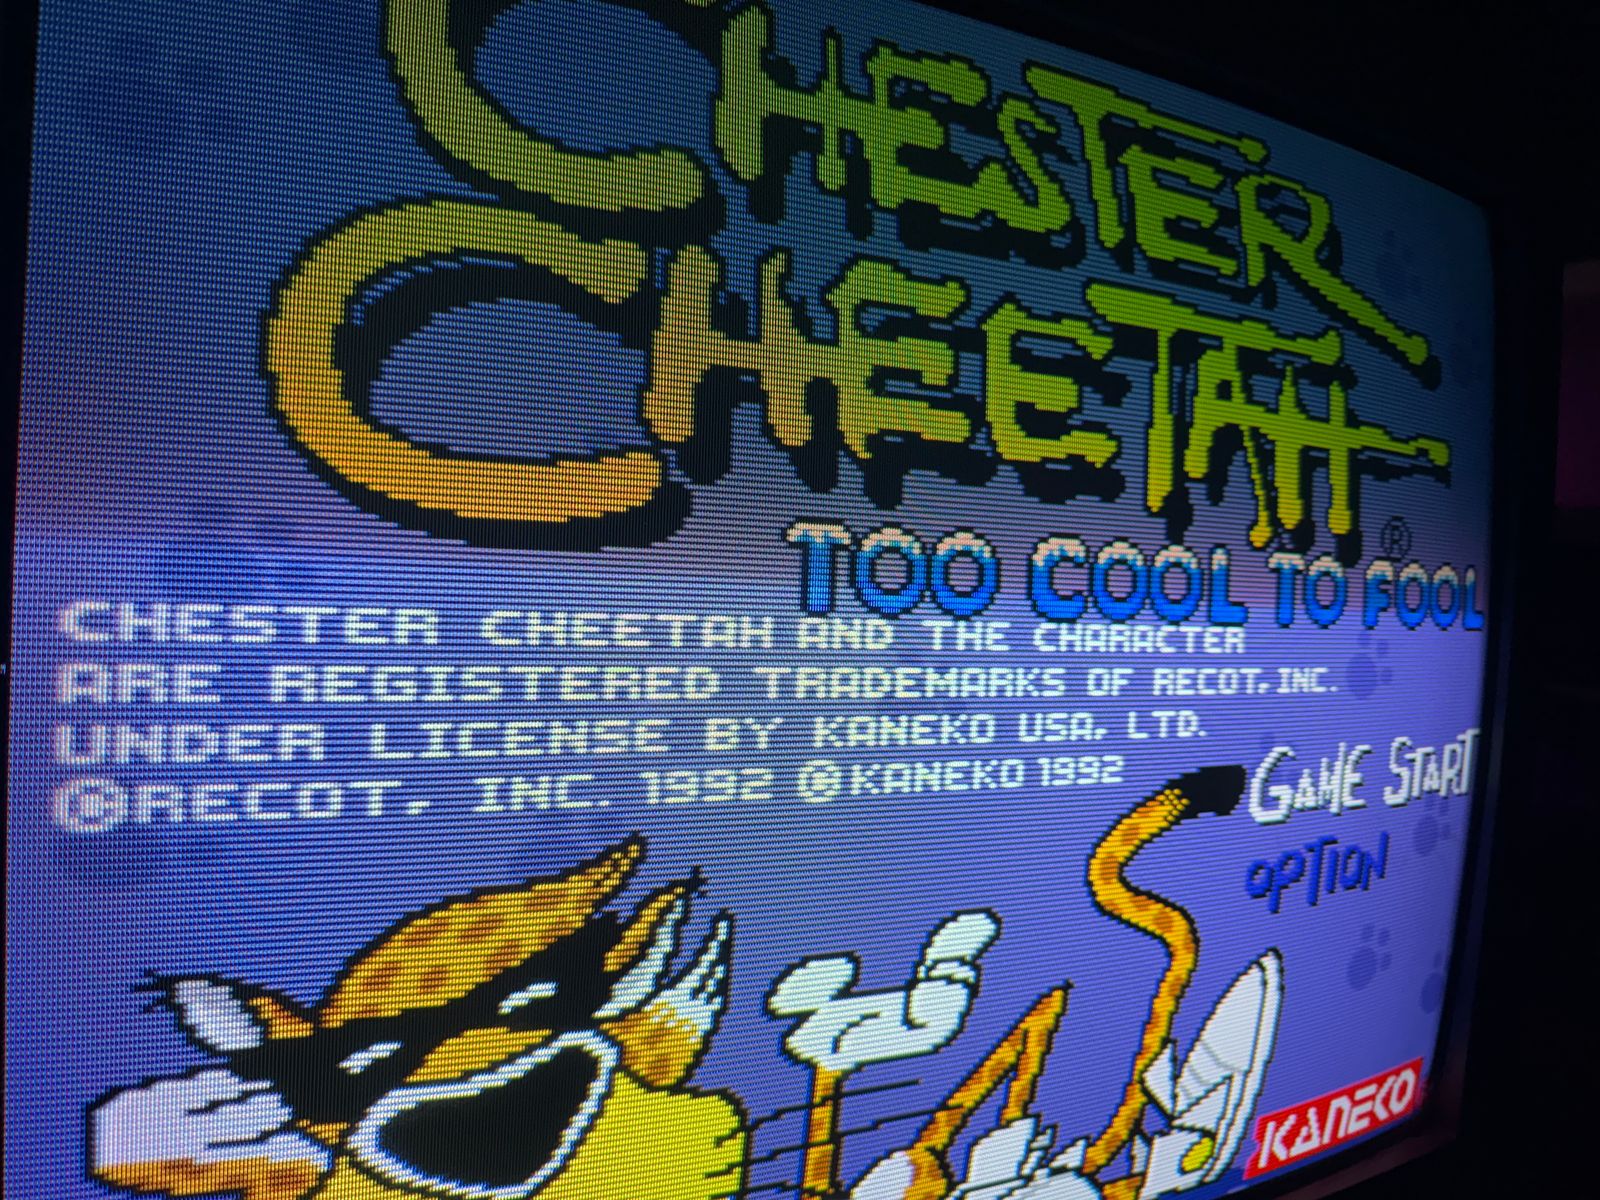 CHESTER
CHEETAH®
TOO COOL TO FOOL
CHESTER CHEETAH AND THE CHARACTER
ARE REGISTERED TRADEMARKS OF RECOT, INC.
UNDER LICENSE BY KANEKO USA, LTD.
©RECOT, INC. 1992 ©KANEKO 1992
GAME START
OPTION
KANEKO